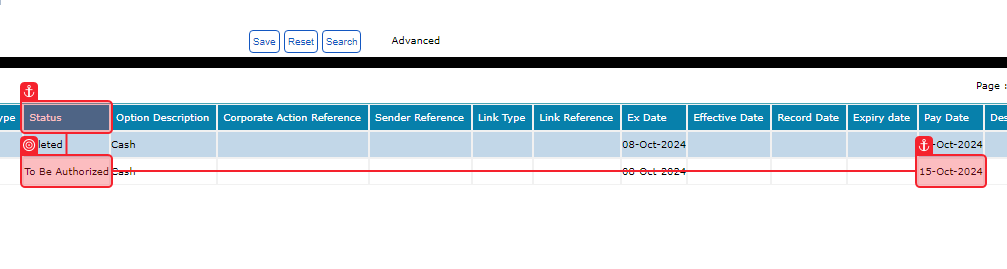 Save Reset Search Advanced
Page :
ype Status Option Description Corporate Action Reference Sender Reference Link Type Link Reference Ex Date Effective Date Record Date Expiry date Pay Date Des
leted Cash 08-Oct-2024 -Oct-2024
To Be Authorized Cash 08-Oct-2024 15-Oct-2024